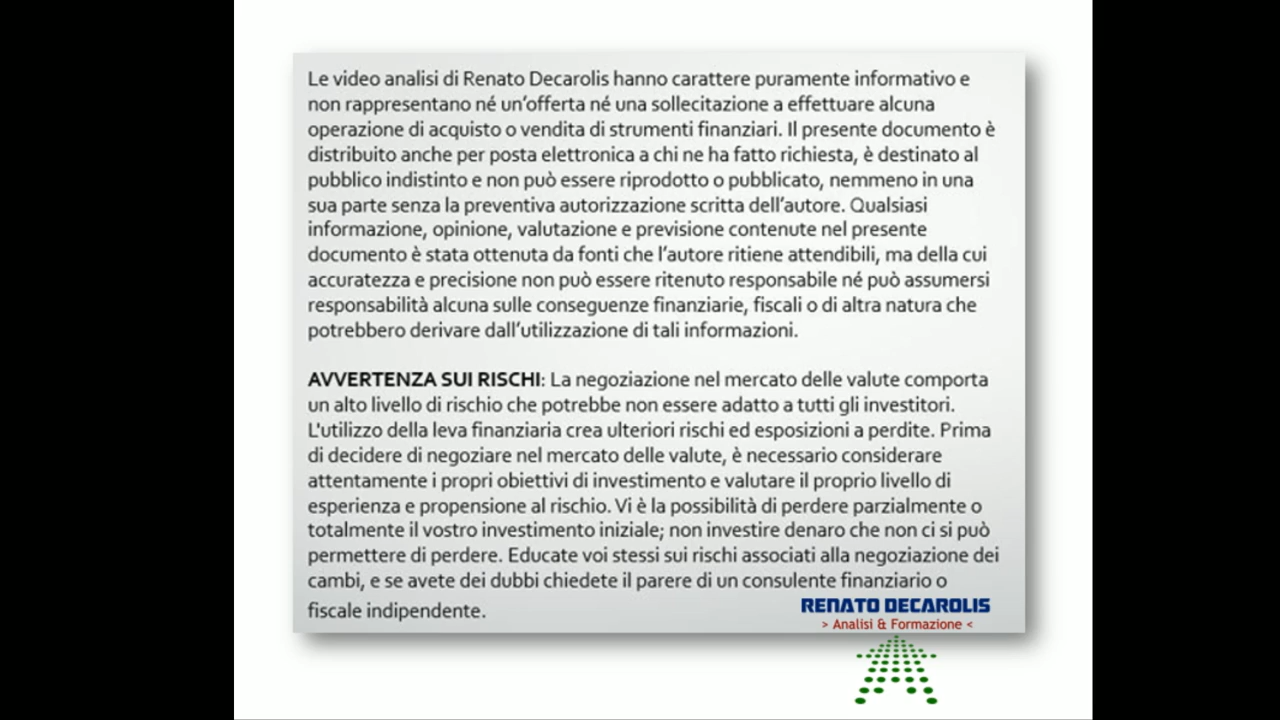 Le video analisi di Renato Decarolis hanno carattere puramente informativo e
non rappresentano né un’offerta né una sollecitazione a effettuare alcuna
operazione di acquisto o vendita di strumenti finanziari. Il presente documento è
distribuito anche per posta elettronica a chi ne ha fatto richiesta, è destinato al
pubblico indistinto e non può essere riprodotto o pubblicato, nemmeno in una
sua parte senza la preventiva autorizzazione scritta dell’autore. Qualsiasi
informazione, opinione, valutazione e previsione contenute nel presente
documento è stata ottenuta da fonti che l’autore ritiene attendibili, ma della cui
accuratezza e precisione non può essere ritenuto responsabile né può assumersi
responsabilità alcuna sulle conseguenze finanziarie, fiscali o di altra natura che
potrebbero derivare dall’utilizzazione di tali informazioni.
AVVERTENZA SUI RISCHI: La negoziazione nel mercato delle valute comporta
un alto livello di rischio che potrebbe non essere adatto a tutti gli investitori.
L'utilizzo della leva finanziaria crea ulteriori rischi ed esposizioni a perdite. Prima
di decidere di negoziare nel mercato delle valute, è necessario considerare
attentamente i propri obiettivi di investimento e valutare il proprio livello di
esperienza e propensione al rischio. Vi è la possibilità di perdere parzialmente o
totalmente il vostro investimento iniziale; non investire denaro che non ci si può
permettere di perdere. Educate voi stessi sui rischi associati alla negoziazione dei
cambi, e se avete dei dubbi chiedete il parere di un consulente finanziario o
fiscale indipendente.
RENATO DECAROLIS
> Analisi & Formazione <